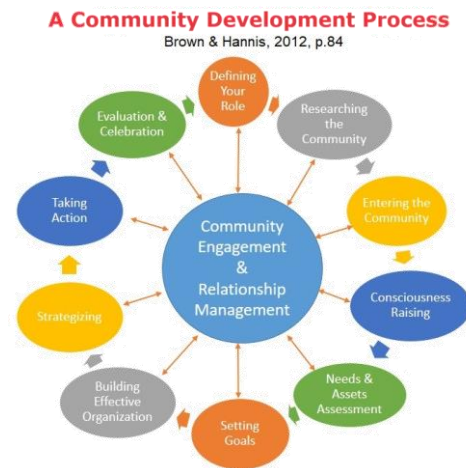 A Community Development Process
Brown & Hannis, 2012, p.84
Defining
Your
Role
Researching
the
Community
Entering the
Community
Consciousness
Raising
Needs &
Assets
Assessment
Setting
Goals
Building
Effective
Organization
Strategizing
Taking
Action
Evaluation &
Celebration
Community
Engagement
&
Relationship
Management